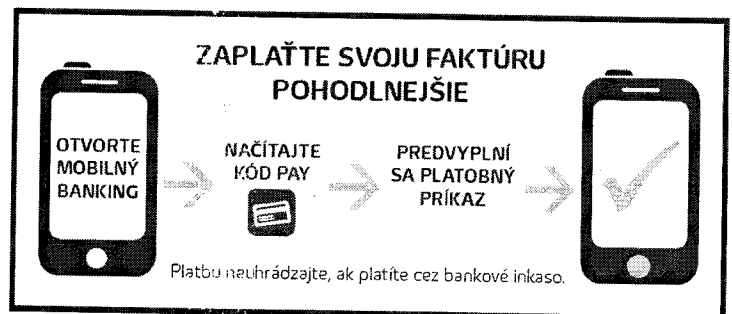 ZAPLAŤTE SVOJU FAKTÚRU
POHODLNEJŠIE
OTVORTE
MOBILNÝ
BANKING
NAČÍTAJTE
KÓD PAY
PREDVYPLNÍ
SA PLATOBNÝ
PRÍKAZ
Platbu neuhrádzajte, ak platíte cez bankové inkaso.